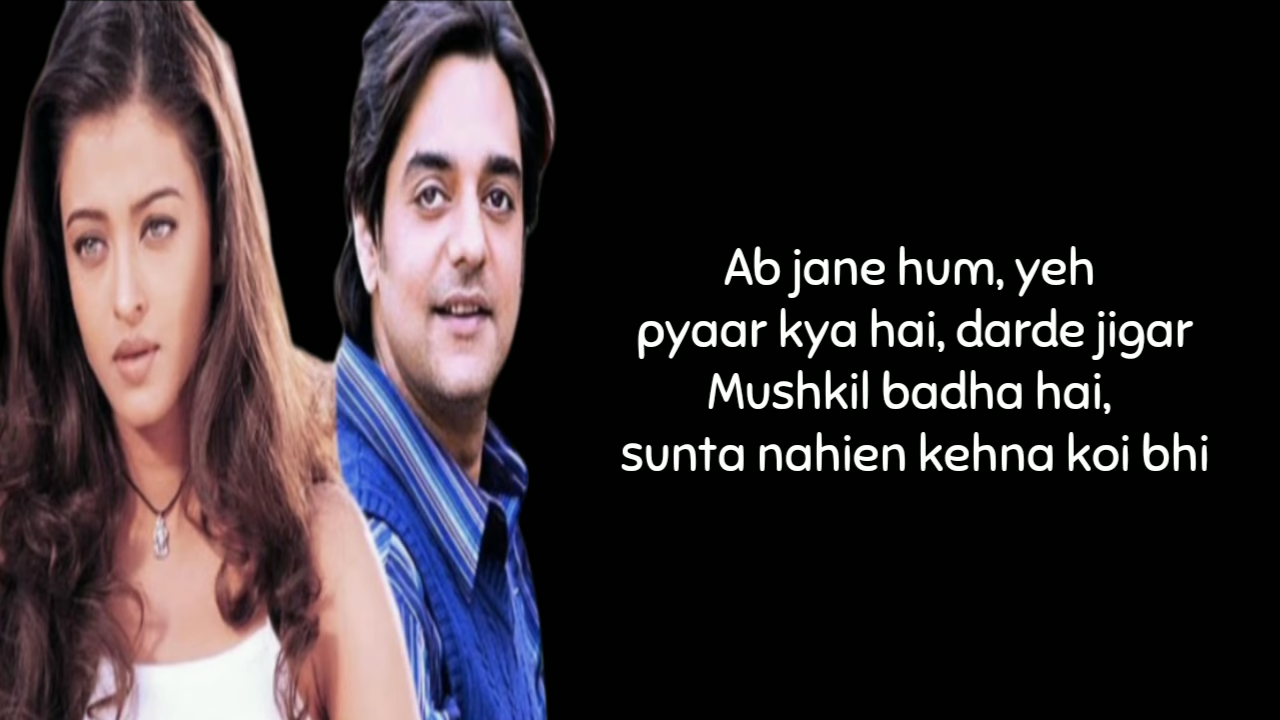 Ab jane hum, yeh
pyaar kya hai, darde jigar
Mushkil badha hai,
sunta nahien kehna koi bhi